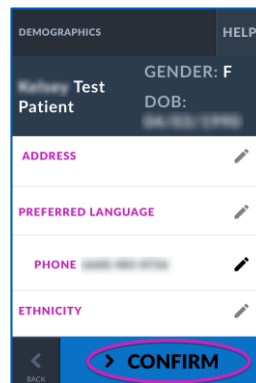 DEMOGRAPHICS HELP
GENDER: F
Test
Patient
DOB:
ADDRESS
PREFERRED LANGUAGE
PHONE
ETHNICITY
BACK
> CONFIRM